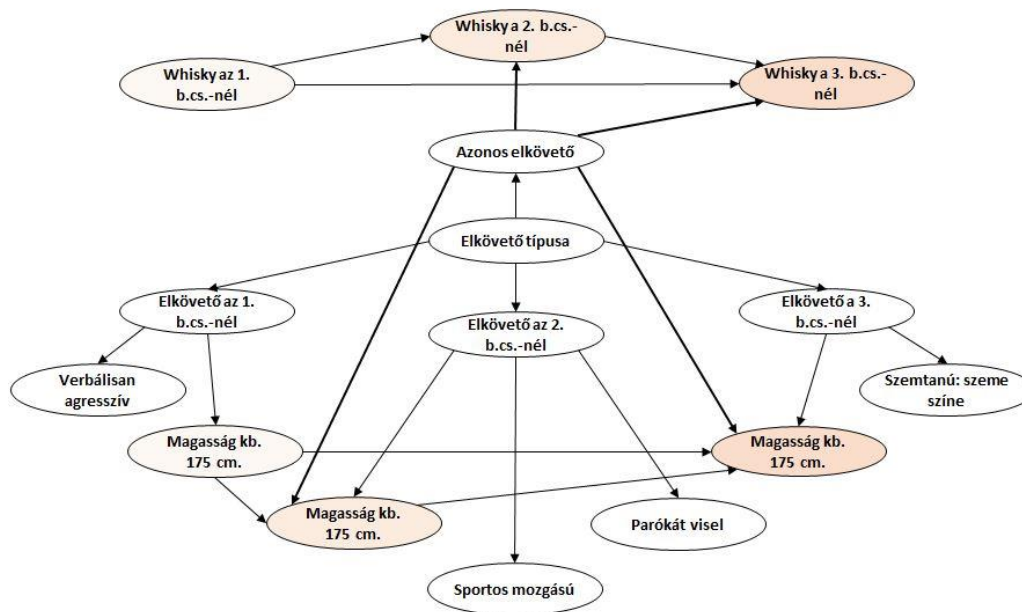 Whisky a 2. b.cs.-
nél
Whisky az 1.
b.cs.-nél
Whisky a 3. b.cs.-
nél
Azonos elkövető
Elkövető típusa
Elkövető az 1.
b.cs.-nél
Elkövető az 2.
b.cs.-nél
Elkövető a 3.
b.cs.-nél
Verbálisan
agresszív
Szemtanú: szeme
színe
Magasság kb.
175 cm.
Magasság kb.
175 cm.
Magasság kb.
175 cm.
Parókát visel
Sportos mozgású